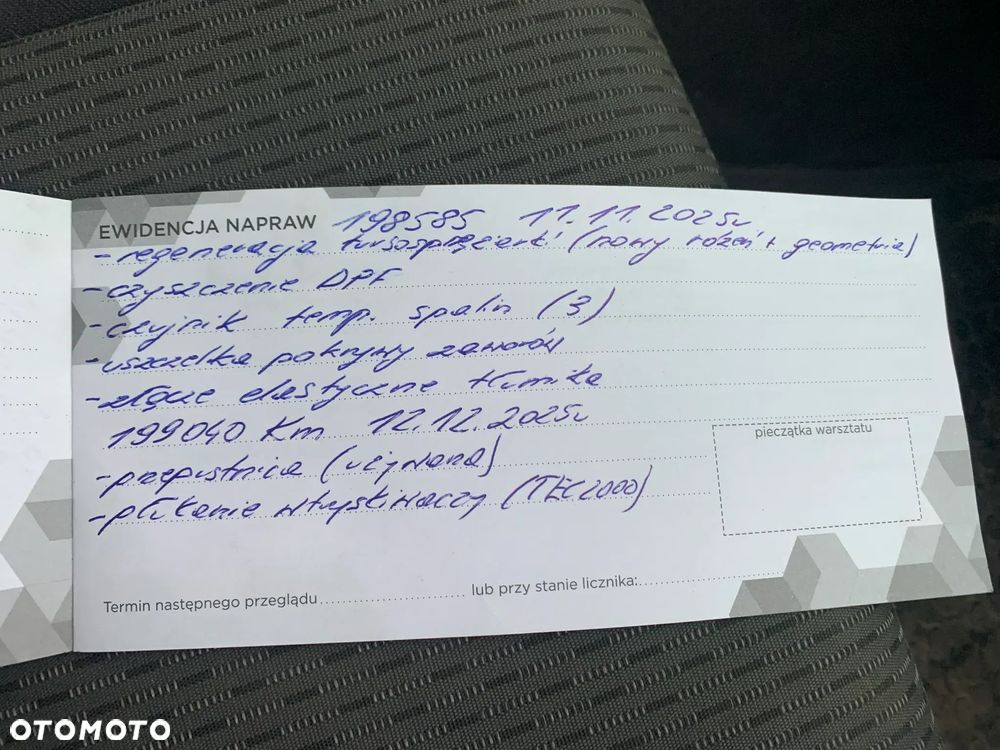 EWIDENCJA NAPRAW 198585 11.11.2025r
- regeneracja turbosprężarki (nowy rdzeń + geometria)
- czyszczenie DPF
- czujnik temp. spalin (3)
- uszczelka pokrywy zaworów
- złącze elastyczne tłumika
199040 Km 12.12.2025r
- przepustnica (używana)
- płukanie wtryskiwaczy (TEC2000)
pieczątka warsztatu
Termin następnego przeglądu
lub przy stanie licznika:
OTOMOTO